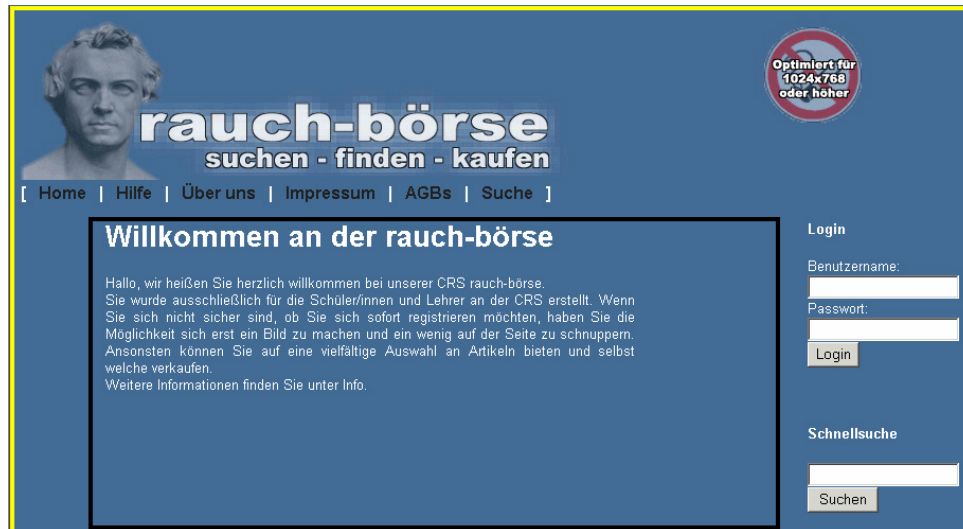 Optimiert für
1024x768
oder höher
rauch-börse
suchen - finden - kaufen
[ Home | Hilfe | Über uns | Impressum | AGBs | Suche ]
Willkommen an der rauch-börse
Hallo, wir heißen Sie herzlich willkommen bei unserer CRS rauch-börse.
Sie wurde ausschließlich für die Schüler/innen und Lehrer an der CRS erstellt. Wenn
Sie sich nicht sicher sind, ob Sie sich sofort registrieren möchten, haben Sie die
Möglichkeit sich erst ein Bild zu machen und ein wenig auf der Seite zu schnuppern.
Ansonsten können Sie auf eine vielfältige Auswahl an Artikeln bieten und selbst
welche verkaufen.
Weitere Informationen finden Sie unter Info.
Login
Benutzername:
Passwort:
Login
Schnellsuche
Suchen